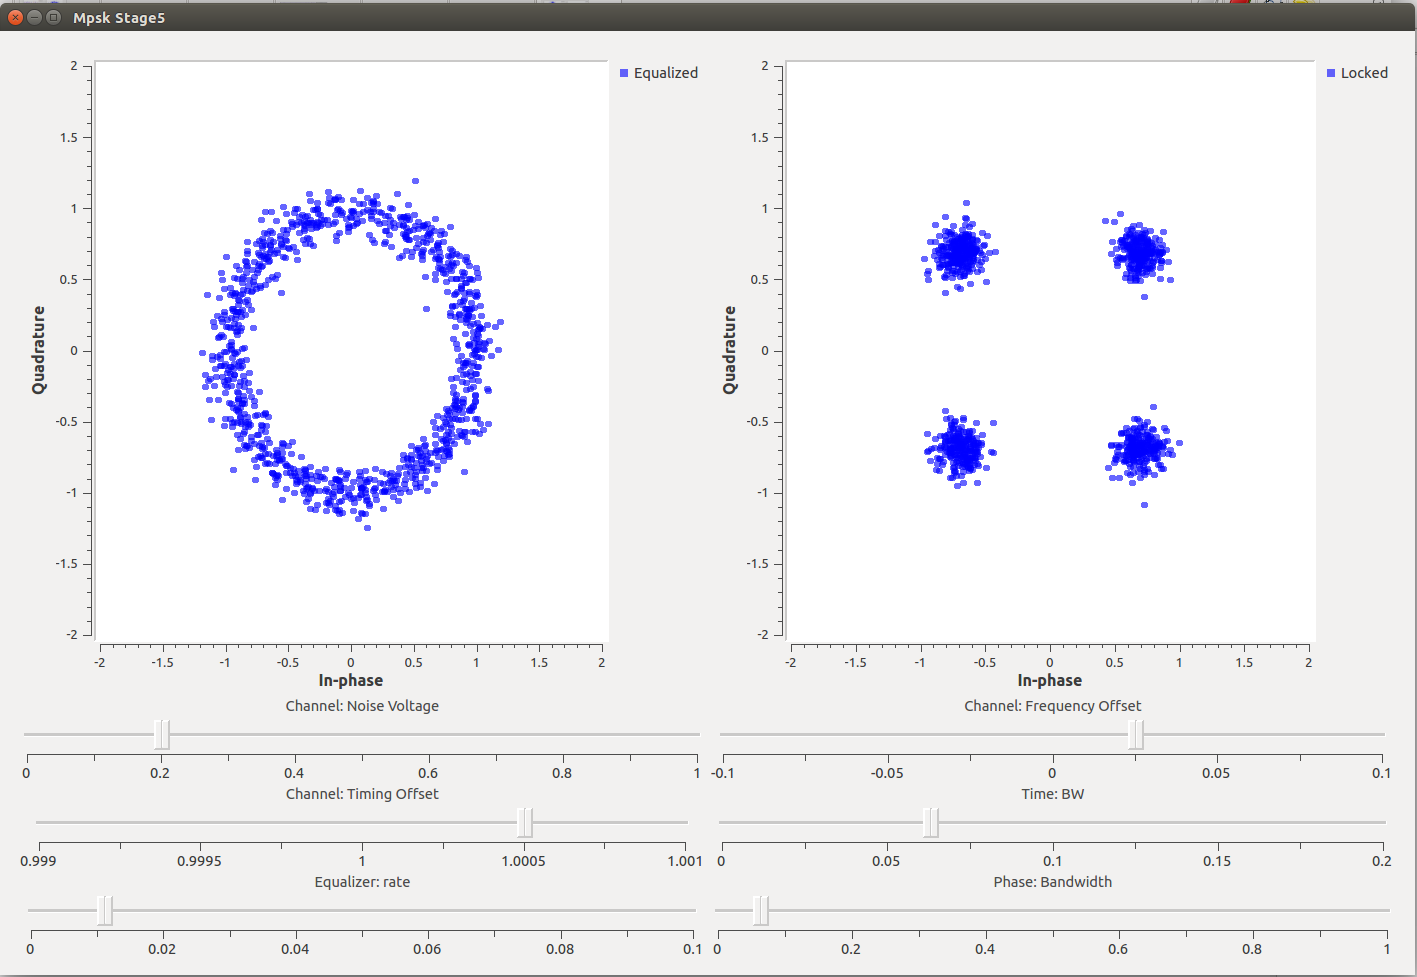 Mpsk Stage5
Equalized
2
1.5
1
0.5
0
-0.5
-1
-1.5
-2
Quadrature
-2 -1.5 -1 -0.5 0 0.5 1 1.5 2
In-phase
Locked
2
1.5
1
0.5
0
-0.5
-1
-1.5
-2
Quadrature
-2 -1.5 -1 -0.5 0 0.5 1 1.5 2
In-phase
Channel: Noise Voltage
0 0.2 0.4 0.6 0.8 1
Channel: Frequency Offset
-0.1 -0.05 0 0.05 0.1
Channel: Timing Offset
0.999 0.9995 1 1.0005 1.001
Time: BW
0 0.05 0.1 0.15 0.2
Equalizer: rate
0 0.02 0.04 0.06 0.08 0.1
Phase: Bandwidth
0 0.2 0.4 0.6 0.8 1